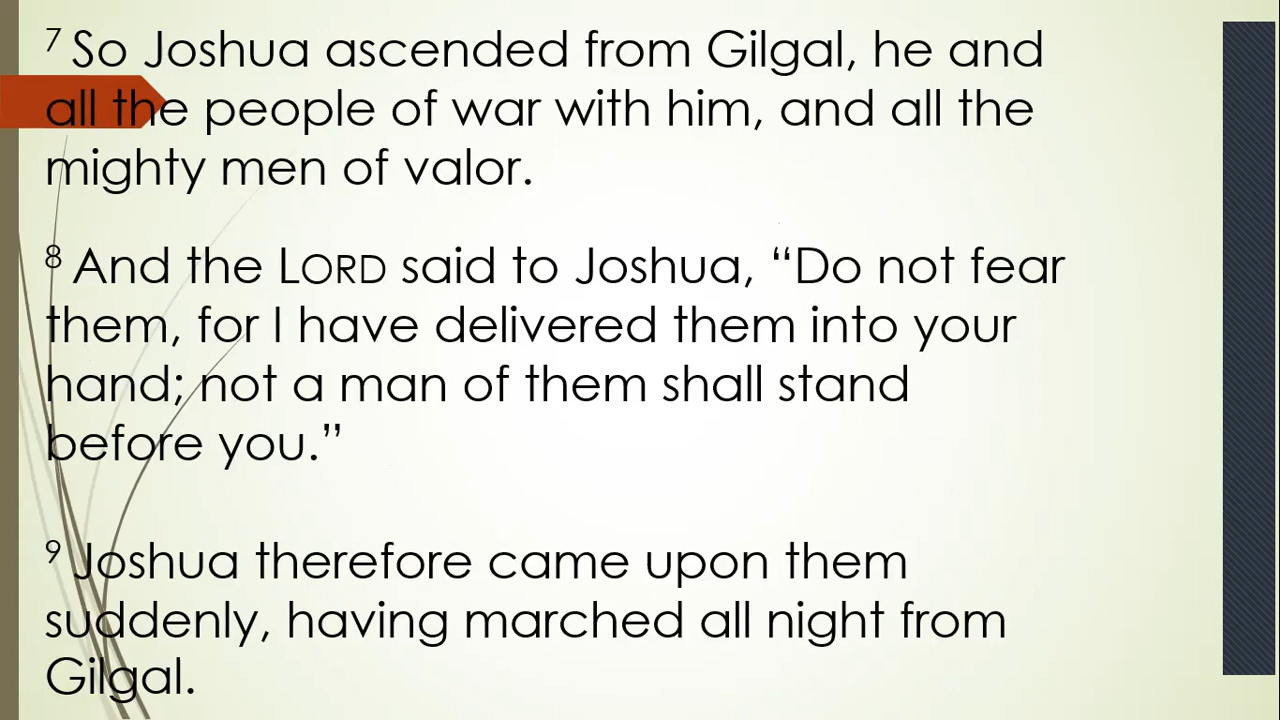 7 So Joshua ascended from Gilgal, he and
all the people of war with him, and all the
mighty men of valor.
8 And the LORD said to Joshua, “Do not fear
them, for I have delivered them into your
hand; not a man of them shall stand
before you.”
9 Joshua therefore came upon them
suddenly, having marched all night from
Gilgal.